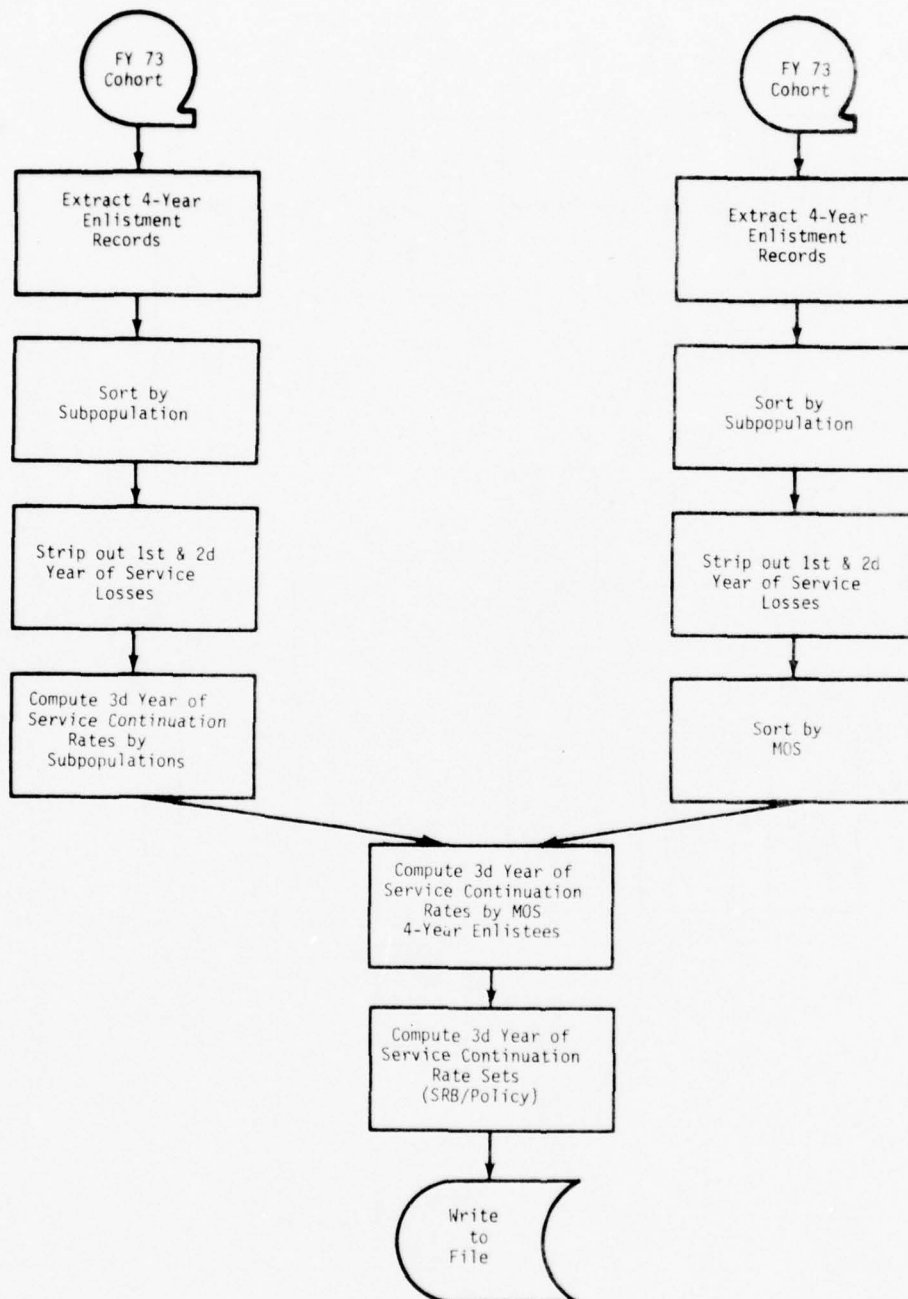 FY 73
Cohort
Extract 4-Year
Enlistment
Records
Sort by
Subpopulation
Strip out 1st & 2d
Year of Service
Losses
Compute 3d Year of
Service Continuation
Rates by
Subpopulations
FY 73
Cohort
Extract 4-Year
Enlistment
Records
Sort by
Subpopulation
Strip out 1st & 2d
Year of Service
Losses
Sort by
MOS
Compute 3d Year of
Service Continuation
Rates by MOS
4-Year Enlistees
Compute 3d Year of
Service Continuation
Rate Sets
(SRB/Policy)
Write
to
File